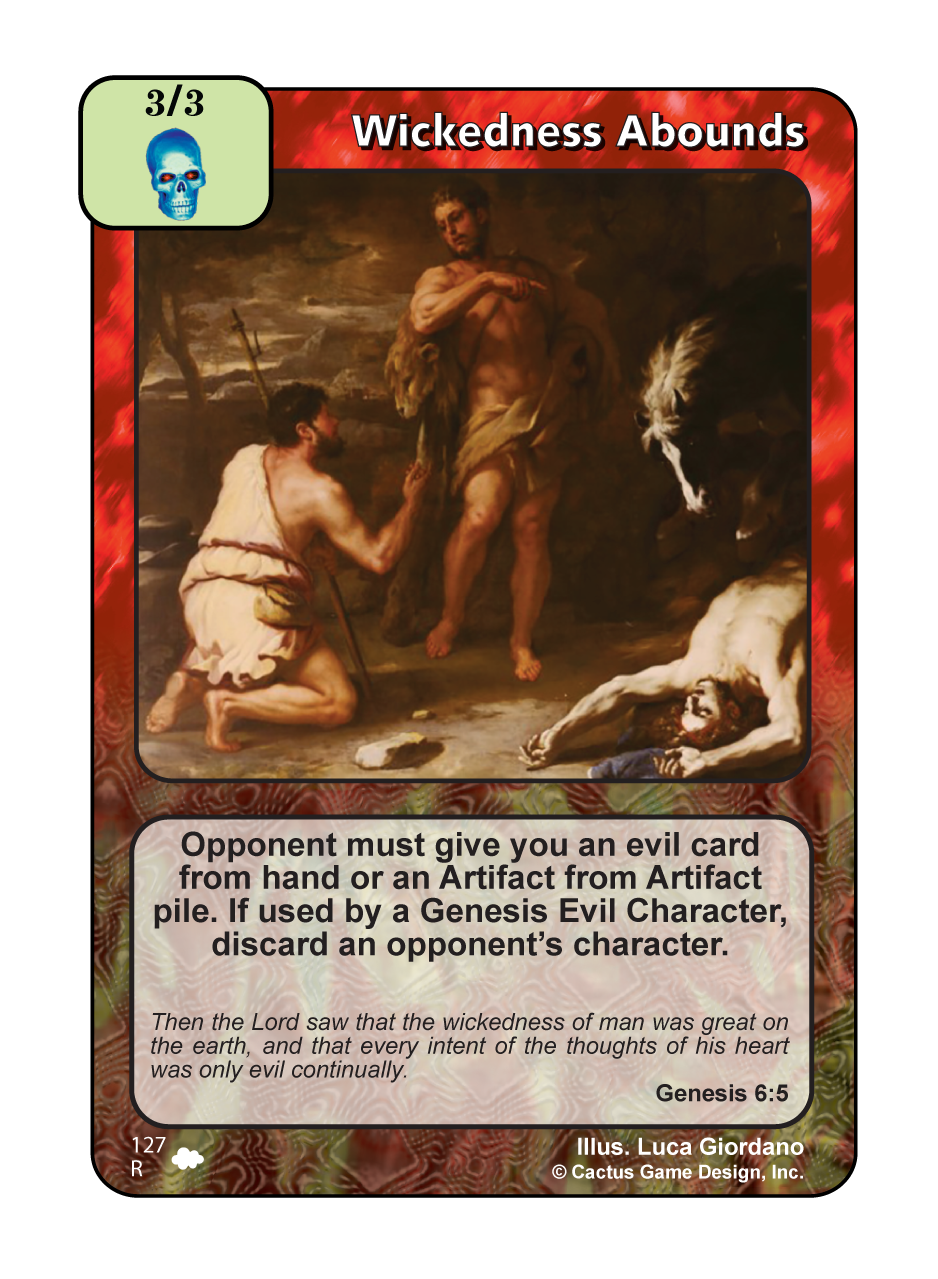 3/3
Wickedness Abounds
Opponent must give you an evil card
from hand or an Artifact from Artifact
pile. If used by a Genesis Evil Character,
discard an opponent’s character.
Then the Lord saw that the wickedness of man was great on
the earth, and that every intent of the thoughts of his heart
was only evil continually.
Genesis 6:5
127
R
Illus. Luca Giordano
© Cactus Game Design, Inc.